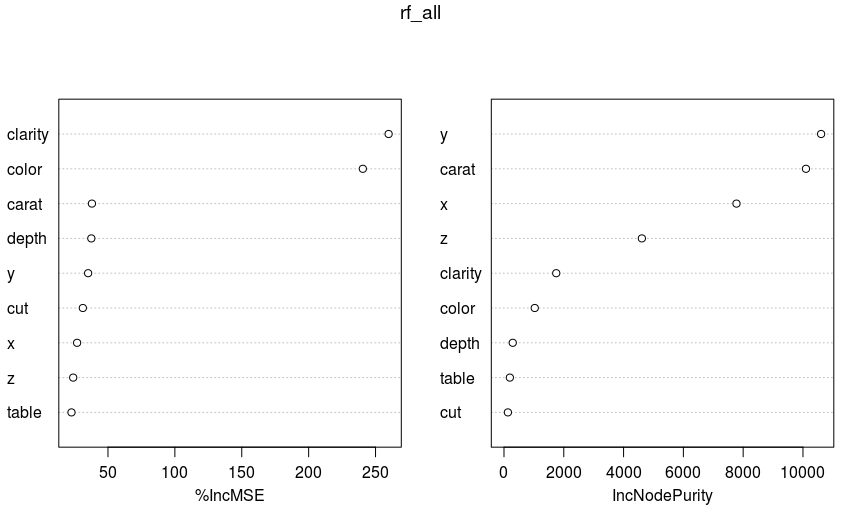 rf_all
clarity
color
carat
depth
y
cut
x
z
table
50 100 150 200 250
%IncMSE
y
carat
x
z
clarity
color
depth
table
cut
0 2000 4000 6000 8000 10000
IncNodePurity